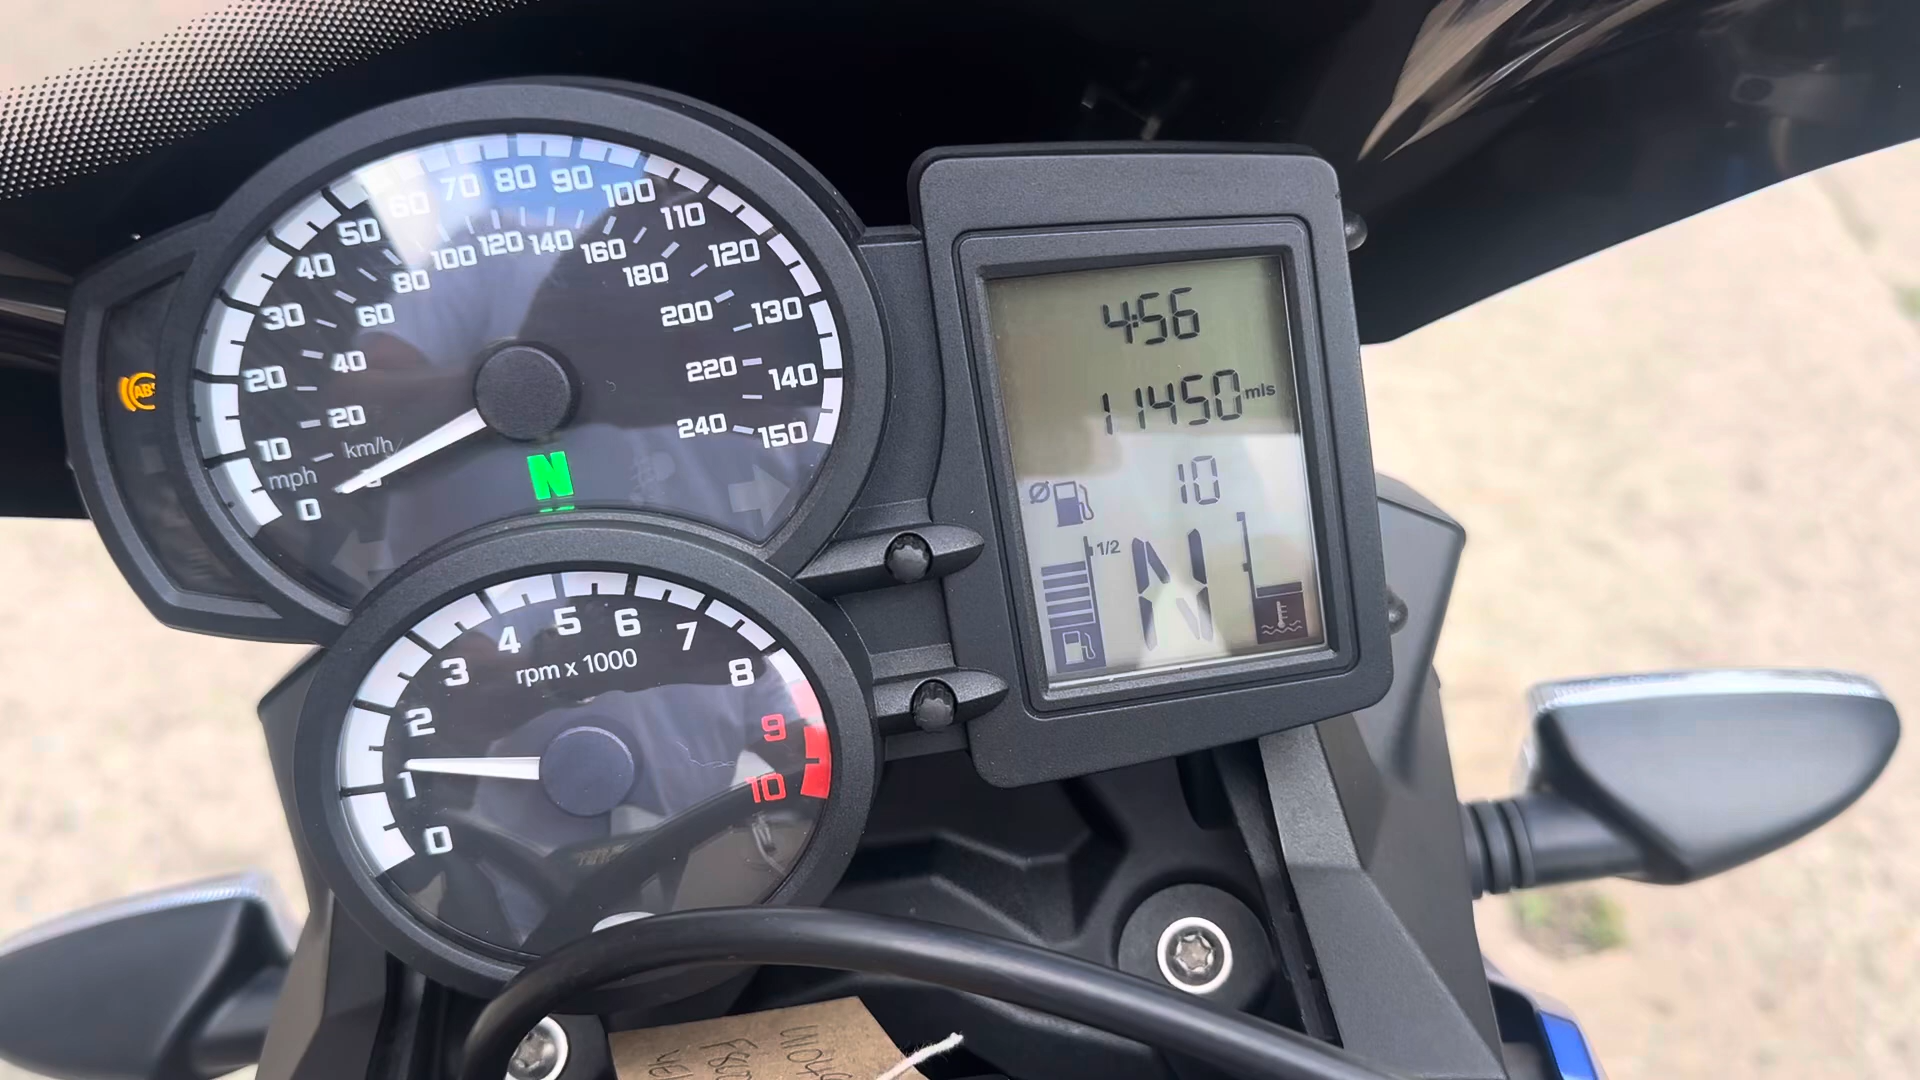 50 60 70 80 90 100
40 110
30 120
20 130
10 140
0 150
mph
km/h
20 40 60 80 100 120 140 160 180 200 220 240
ABS
N
4:56
11450 mls
10
1/2
N
0 1 2 3 4 5 6 7 8 9 10
rpm x 1000